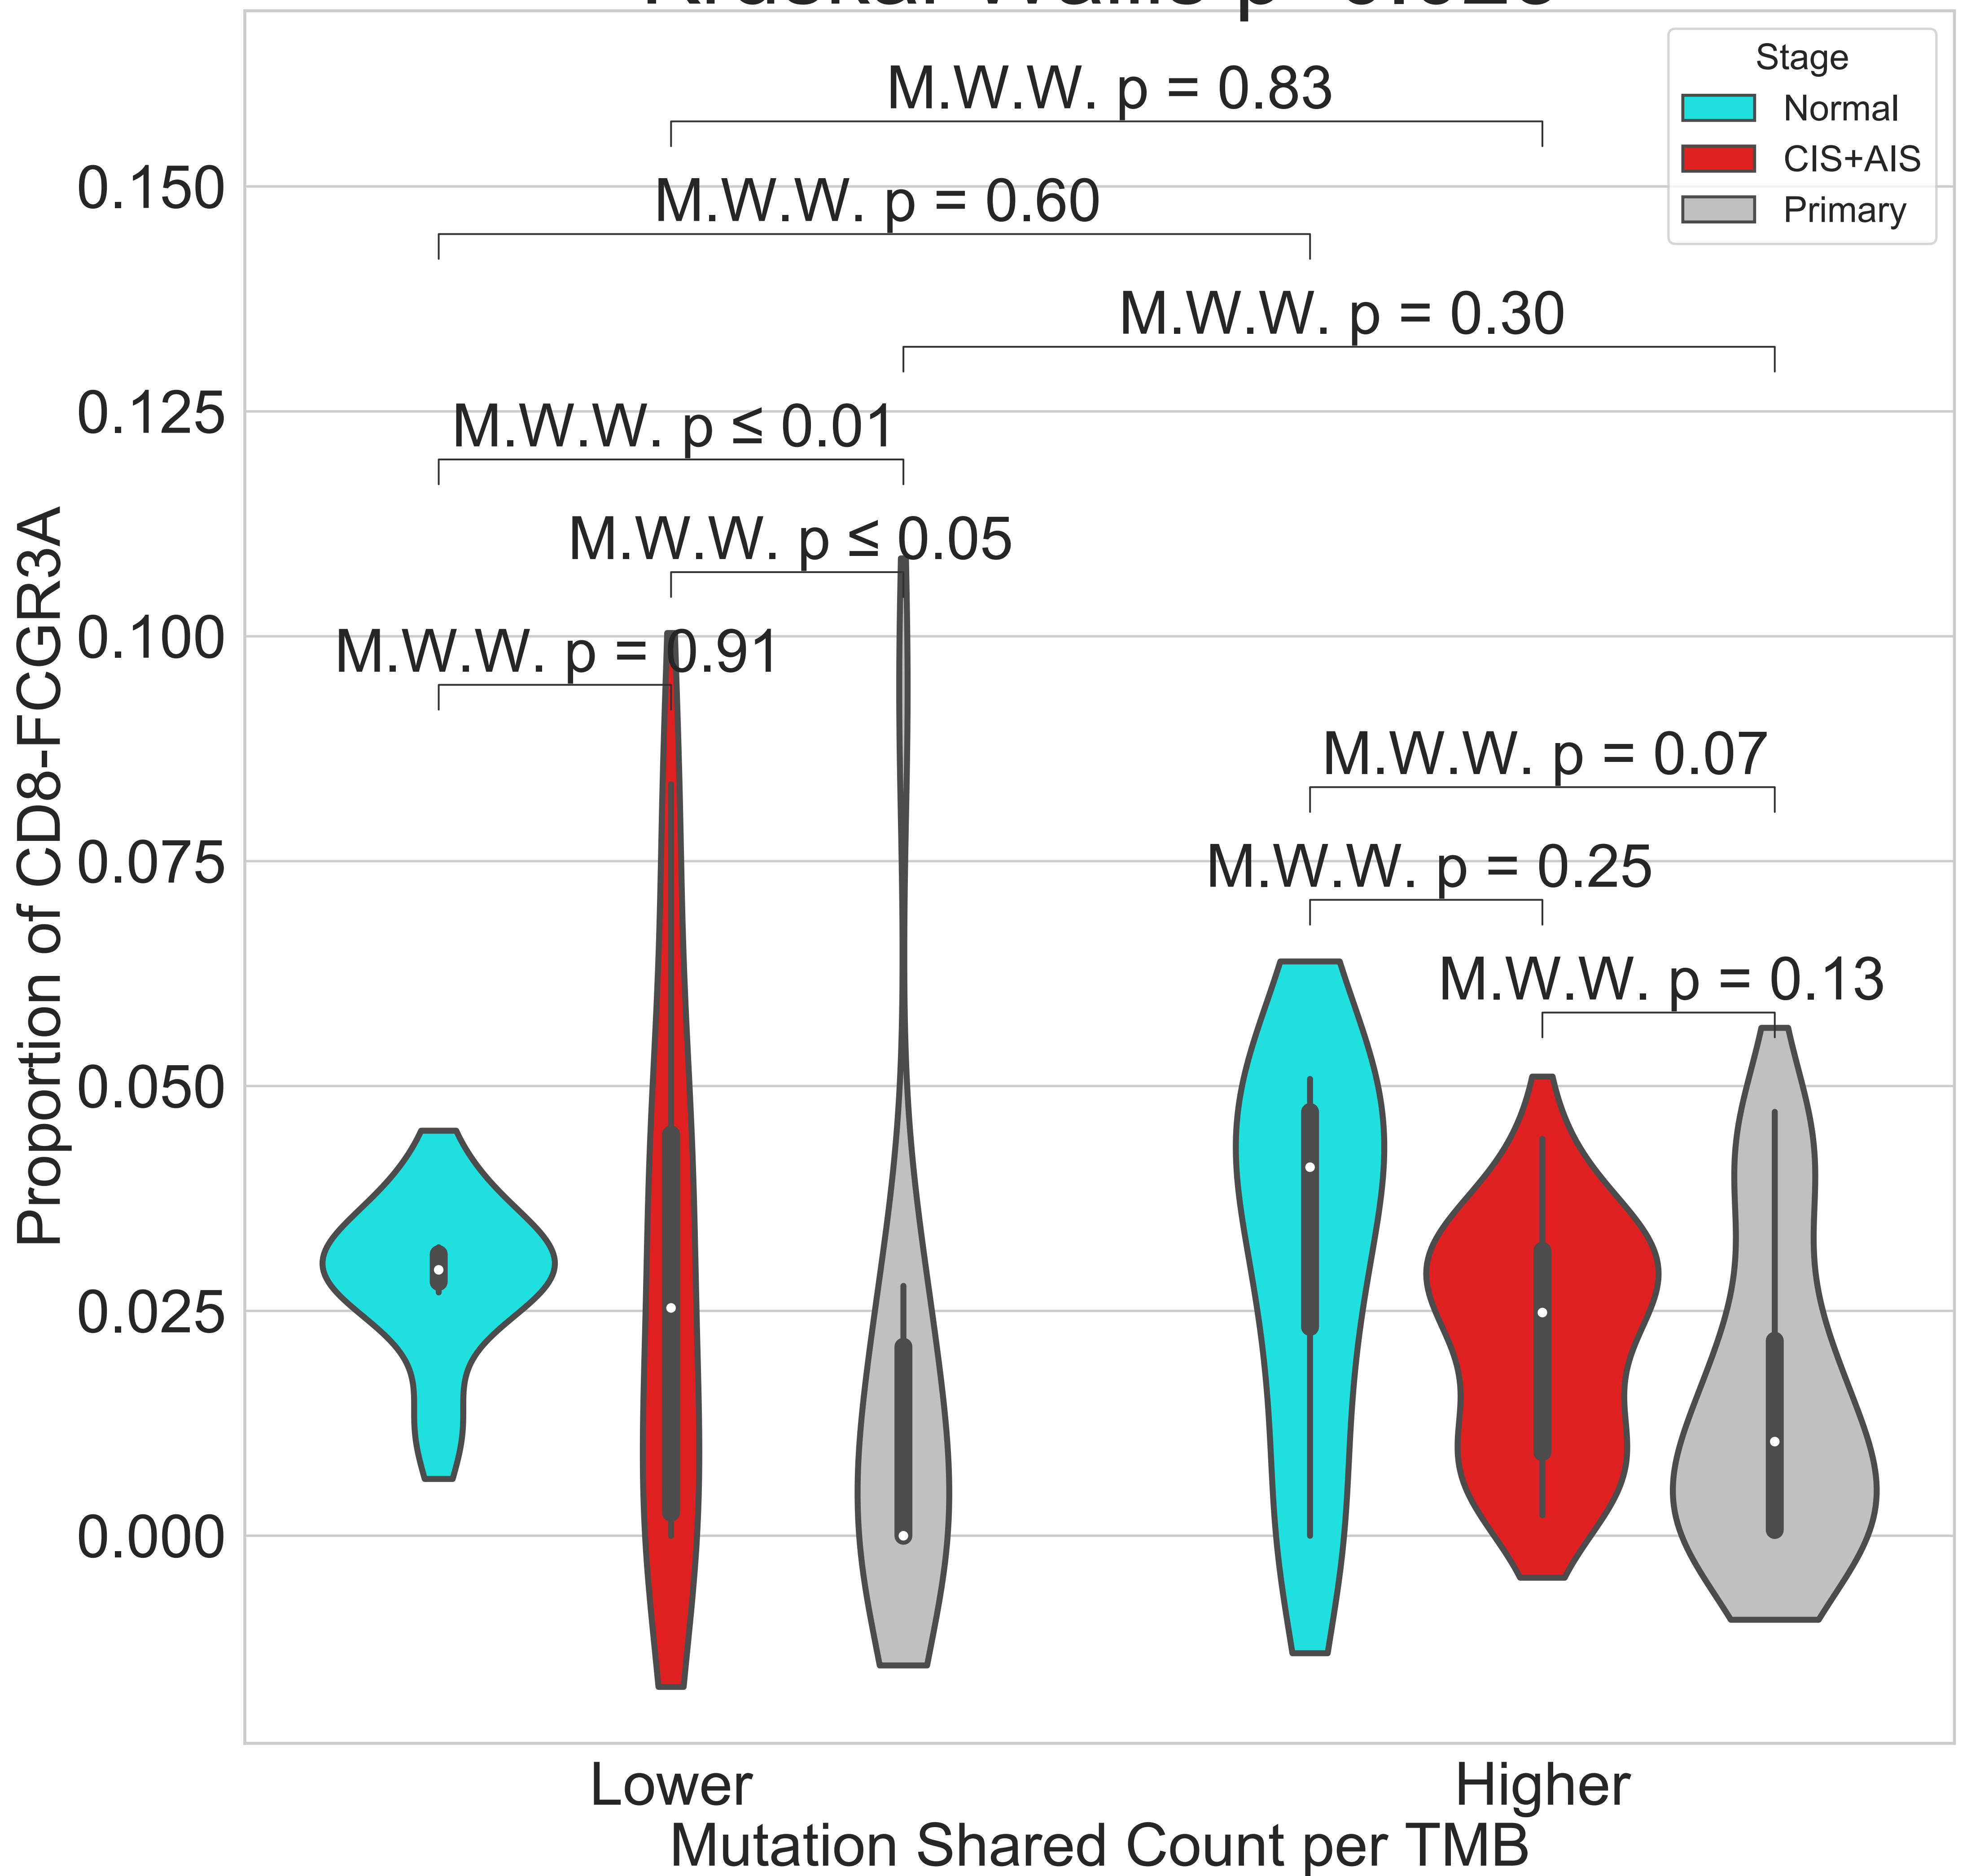 Stage
Normal
CIS+AIS
Primary
M.W.W. p = 0.83
M.W.W. p = 0.60
M.W.W. p = 0.30
M.W.W. p ≤ 0.01
M.W.W. p ≤ 0.05
M.W.W. p = 0.91
M.W.W. p = 0.07
M.W.W. p = 0.25
M.W.W. p = 0.13
0.150
0.125
0.100
0.075
0.050
0.025
0.000
Proportion of CD8-FCGR3A
Lower
Higher
Mutation Shared Count per TMB